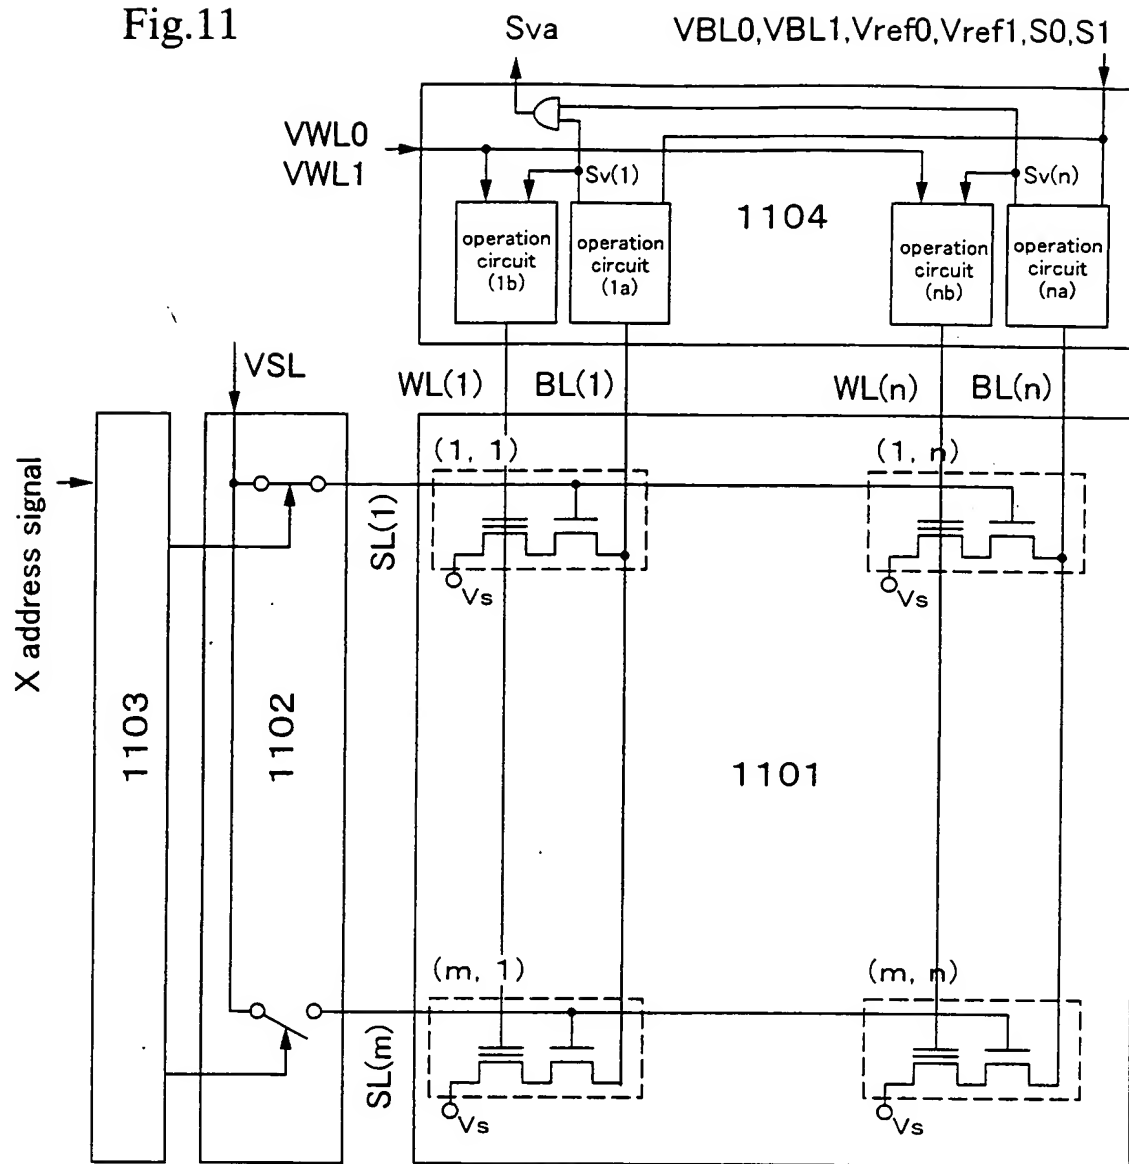 Fig.11
Sva
VBL0,VBL1,Vref0,Vref1,S0,S1
VWL0
VWL1
Sv(1)
Sv(n)
1104
operation
circuit
(1b)
operation
circuit
(1a)
operation
circuit
(nb)
operation
circuit
(na)
VSL
WL(1)
BL(1)
WL(n)
BL(n)
X address signal
(1, 1)
(1, n)
SL(1)
Vs
Vs
1103
1102
1101
(m, 1)
(m, n)
SL(m)
Vs
Vs